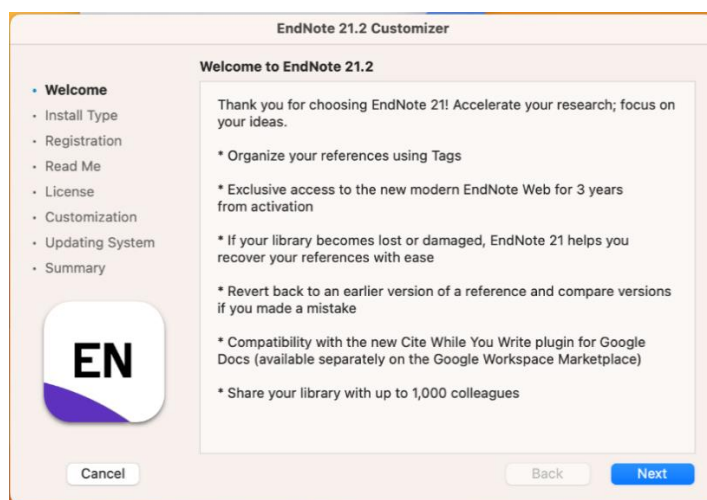 EndNote 21.2 Customizer
Welcome
Install Type
Registration
Read Me
License
Customization
Updating System
Summary
EN
Welcome to EndNote 21.2
Thank you for choosing EndNote 21! Accelerate your research; focus on
your ideas.
* Organize your references using Tags
* Exclusive access to the new modern EndNote Web for 3 years
from activation
* If your library becomes lost or damaged, EndNote 21 helps you
recover your references with ease
* Revert back to an earlier version of a reference and compare versions
if you made a mistake
* Compatibility with the new Cite While You Write plugin for Google
Docs (available separately on the Google Workspace Marketplace)
* Share your library with up to 1,000 colleagues
Cancel
Back
Next